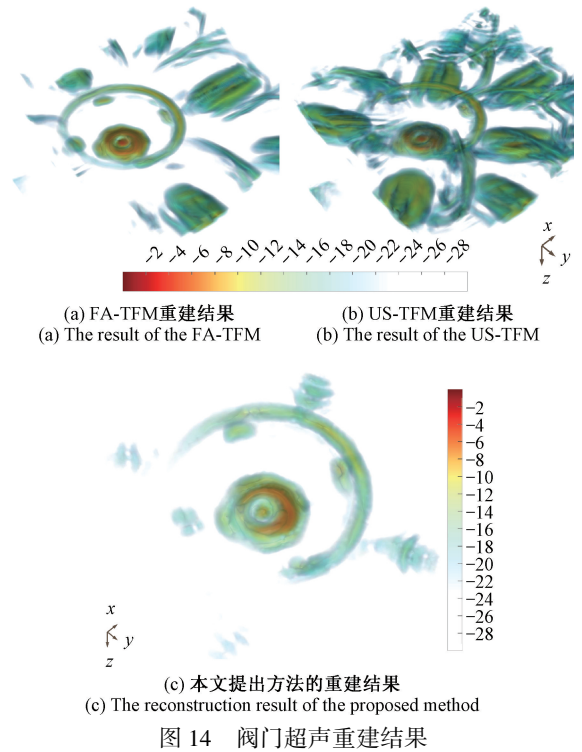 x
y
z
-2 -4 -6 -8 -10 -12 -14 -16 -18 -20 -22 -24 -26 -28
(a) FA-TFM重建结果
(a) The result of the FA-TFM
(b) US-TFM重建结果
(b) The result of the US-TFM
-2
-4
-6
-8
-10
-12
-14
-16
-18
-20
-22
-24
-26
-28
x
y
z
(c) 本文提出方法的重建结果
(c) The reconstruction result of the proposed method
图 14 阀门超声重建结果